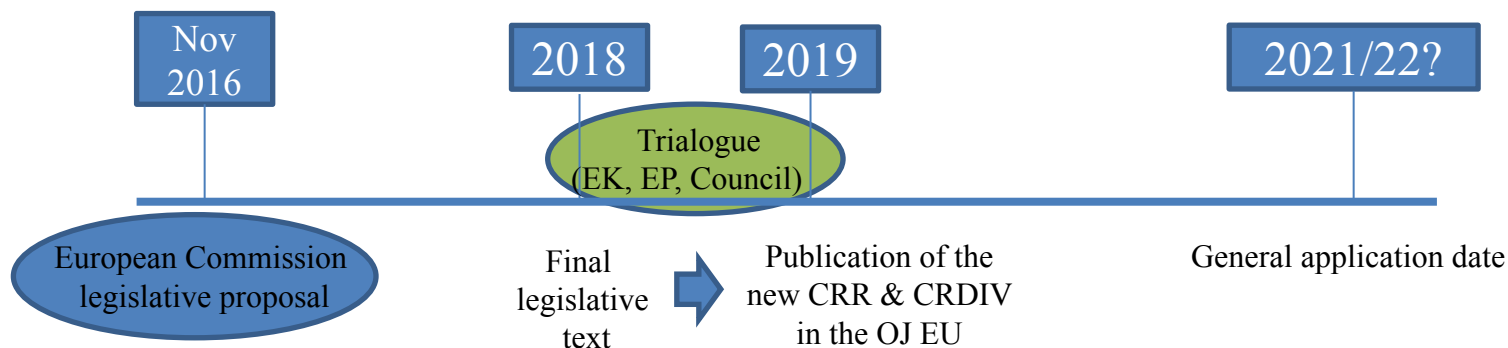 Nov
2016
2018
2019
2021/22?
Trialogue
(EK, EP, Council)
European Commission
legislative proposal
Final
legislative
text
Publication of the
new CRR & CRDIV
in the OJ EU
General application date